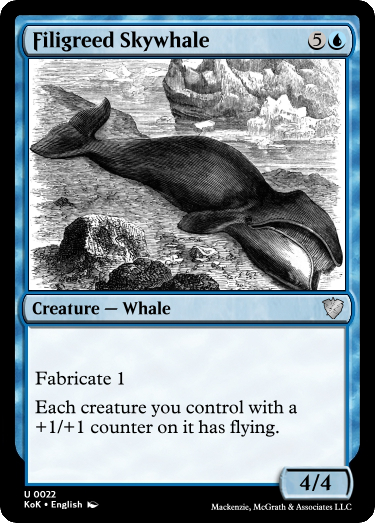 Filigreed Skywhale
5
Creature — Whale
Fabricate 1
Each creature you control with a
+1/+1 counter on it has flying.
4/4
U 0022
KoK • English
Mackenzie, McGrath & Associates LLC